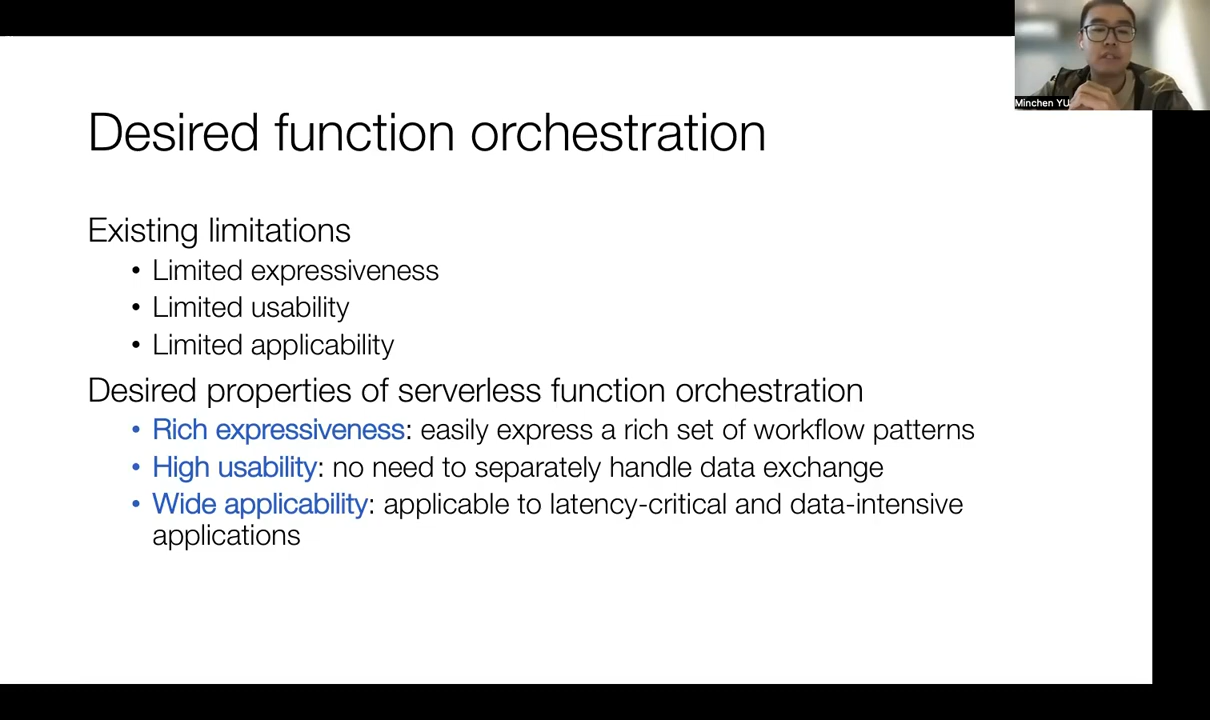 Minchen YU
Desired function orchestration
Existing limitations
• Limited expressiveness
• Limited usability
• Limited applicability
Desired properties of serverless function orchestration
• Rich expressiveness: easily express a rich set of workflow patterns
• High usability: no need to separately handle data exchange
• Wide applicability: applicable to latency-critical and data-intensive
applications